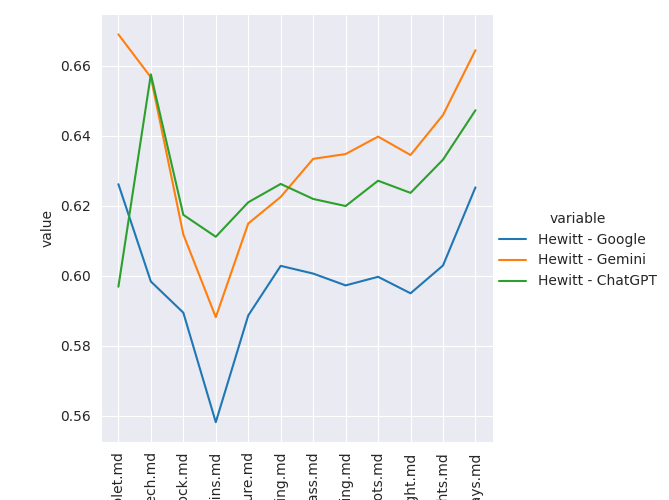 0.66
0.64
0.62
0.60
0.58
0.56
value
variable
Hewitt - Google
Hewitt - Gemini
Hewitt - ChatGPT
plet.md
ech.md
ock.md
ins.md
ure.md
ing.md
ass.md
ing.md
ots.md
ght.md
hts.md
ays.md